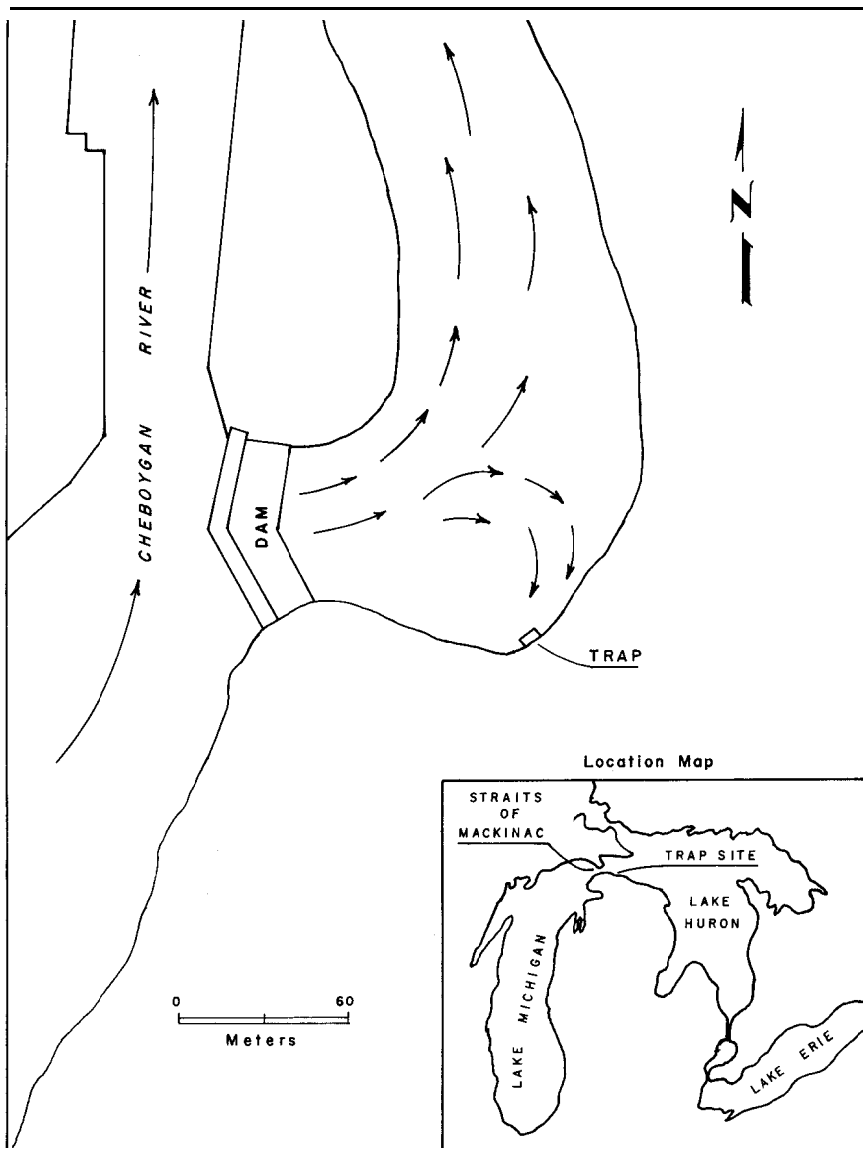 N
CHEBOYGAN RIVER
DAM
TRAP
Location Map
STRAITS
OF
MACKINAC
TRAP SITE
LAKE
HURON
LAKE MICHIGAN
LAKE ERIE
0 60
Meters